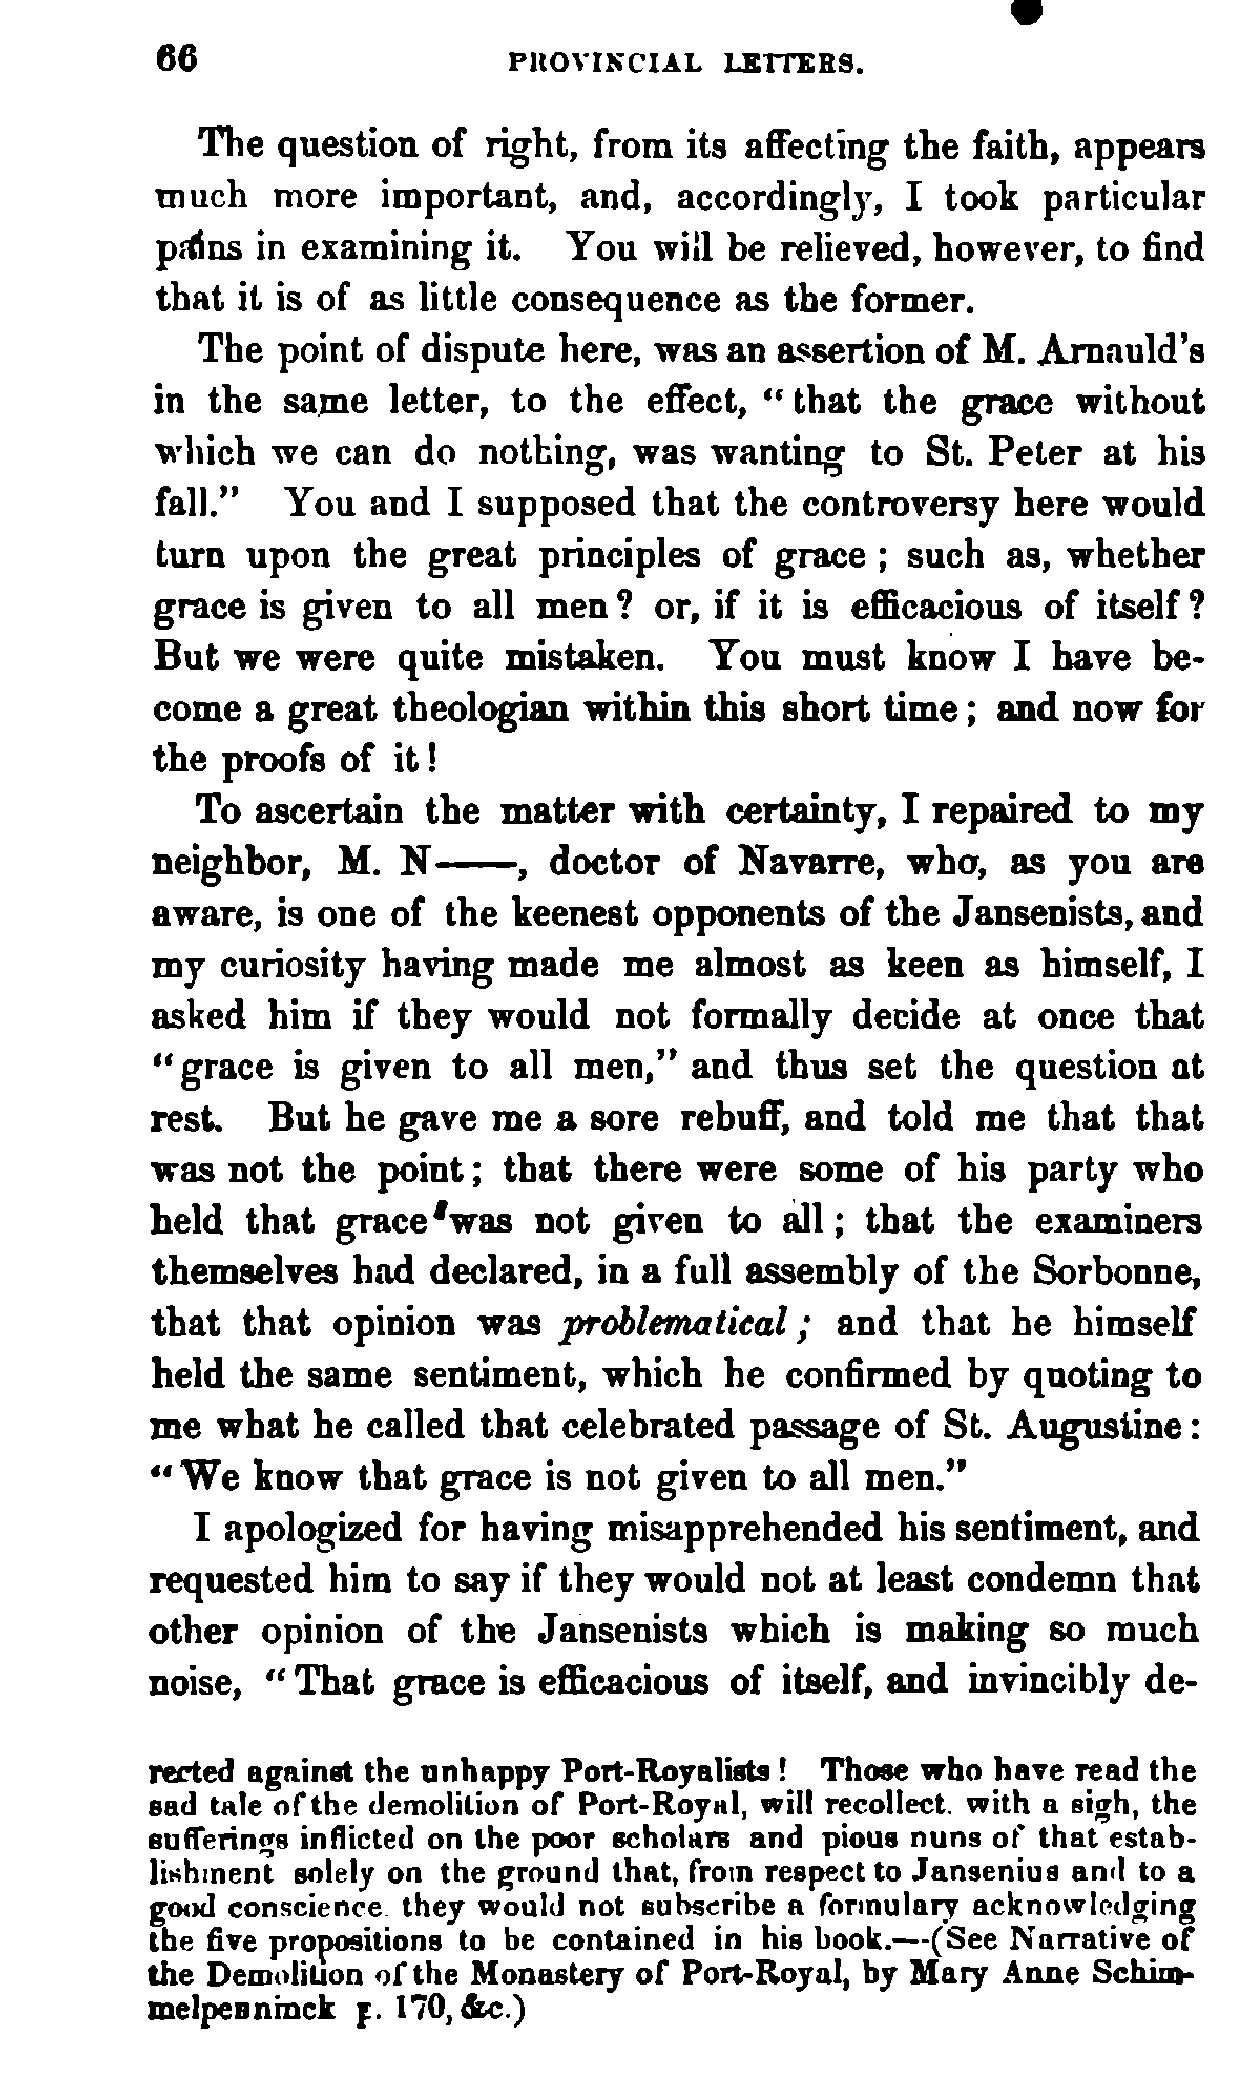 66 PROVINCIAL LETTERS.
The question of right, from its affecting the faith, appears
much more important, and, accordingly, I took particular
pains in examining it. You will be relieved, however, to find
that it is of as little consequence as the former.
The point of dispute here, was an assertion of M. Arnauld's
in the same letter, to the effect, "that the grace without
which we can do nothing, was wanting to St. Peter at his
fall." You and I supposed that the controversy here would
turn upon the great principles of grace; such as, whether
grace is given to all men? or, if it is efficacious of itself?
But we were quite mistaken. You must know I have be-
come a great theologian within this short time; and now for
the proofs of it!
To ascertain the matter with certainty, I repaired to my
neighbor, M. N——, doctor of Navarre, who, as you are
aware, is one of the keenest opponents of the Jansenists, and
my curiosity having made me almost as keen as himself, I
asked him if they would not formally decide at once that
"grace is given to all men," and thus set the question at
rest. But he gave me a sore rebuff, and told me that that
was not the point; that there were some of his party who
held that grace was not given to all; that the examiners
themselves had declared, in a full assembly of the Sorbonne,
that that opinion was problematical; and that he himself
held the same sentiment, which he confirmed by quoting to
me what he called that celebrated passage of St. Augustine:
"We know that grace is not given to all men."
I apologized for having misapprehended his sentiment, and
requested him to say if they would not at least condemn that
other opinion of the Jansenists which is making so much
noise, "That grace is efficacious of itself, and invincibly de-
rected against the unhappy Port-Royalists! Those who have read the
sad tale of the demolition of Port-Royal, will recollect, with a sigh, the
sufferings inflicted on the poor scholars and pious nuns of that estab-
lishment solely on the ground that, from respect to Jansenius and to a
good conscience, they would not subscribe a formulary acknowledging
the five propositions to be contained in his book.—(See Narrative of
the Demolition of the Monastery of Port-Royal, by Mary Anne Schim-
melpenninck p. 170, &c.)